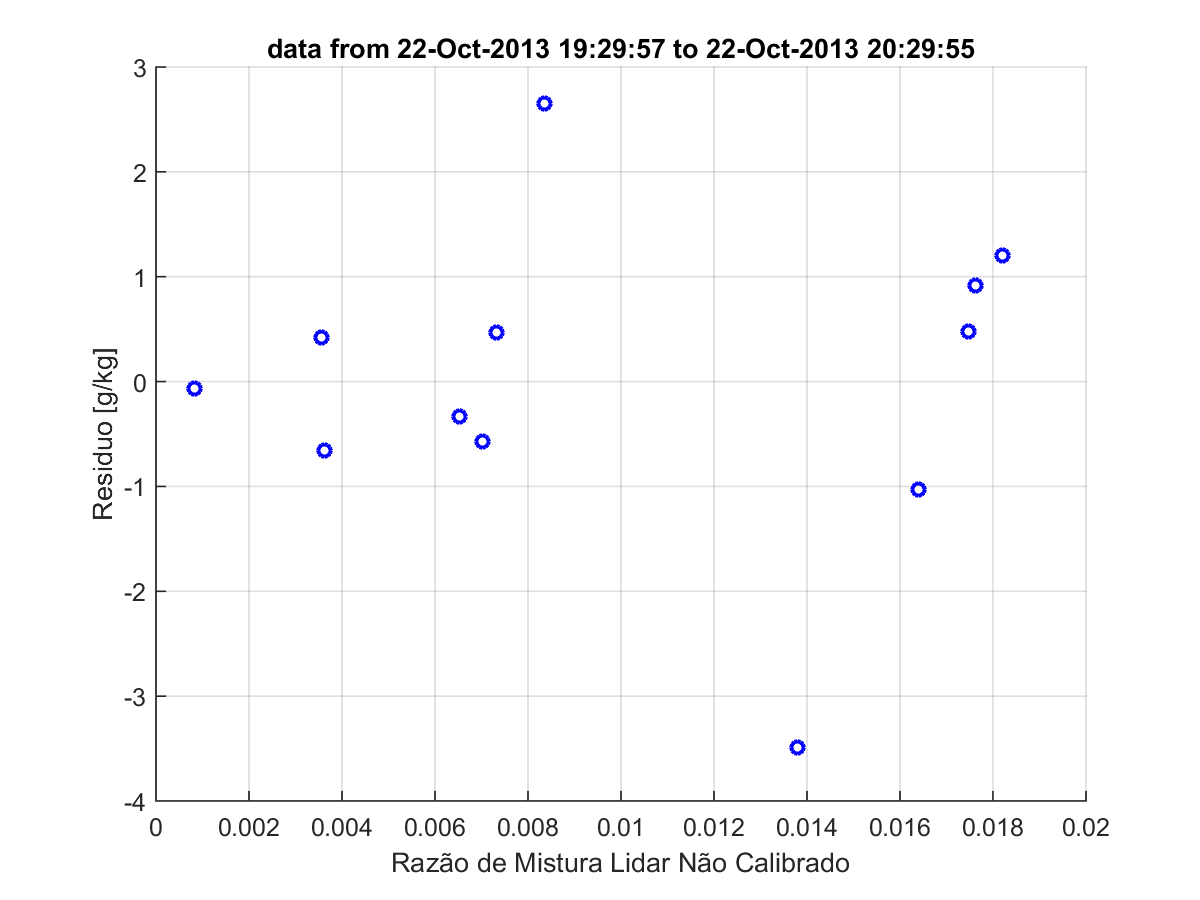 data from 22-Oct-2013 19:29:57 to 22-Oct-2013 20:29:55
3
2
1
0
-1
-2
-3
-4
Residuo [g/kg]
0 0.002 0.004 0.006 0.008 0.01 0.012 0.014 0.016 0.018 0.02
Razão de Mistura Lidar Não Calibrado